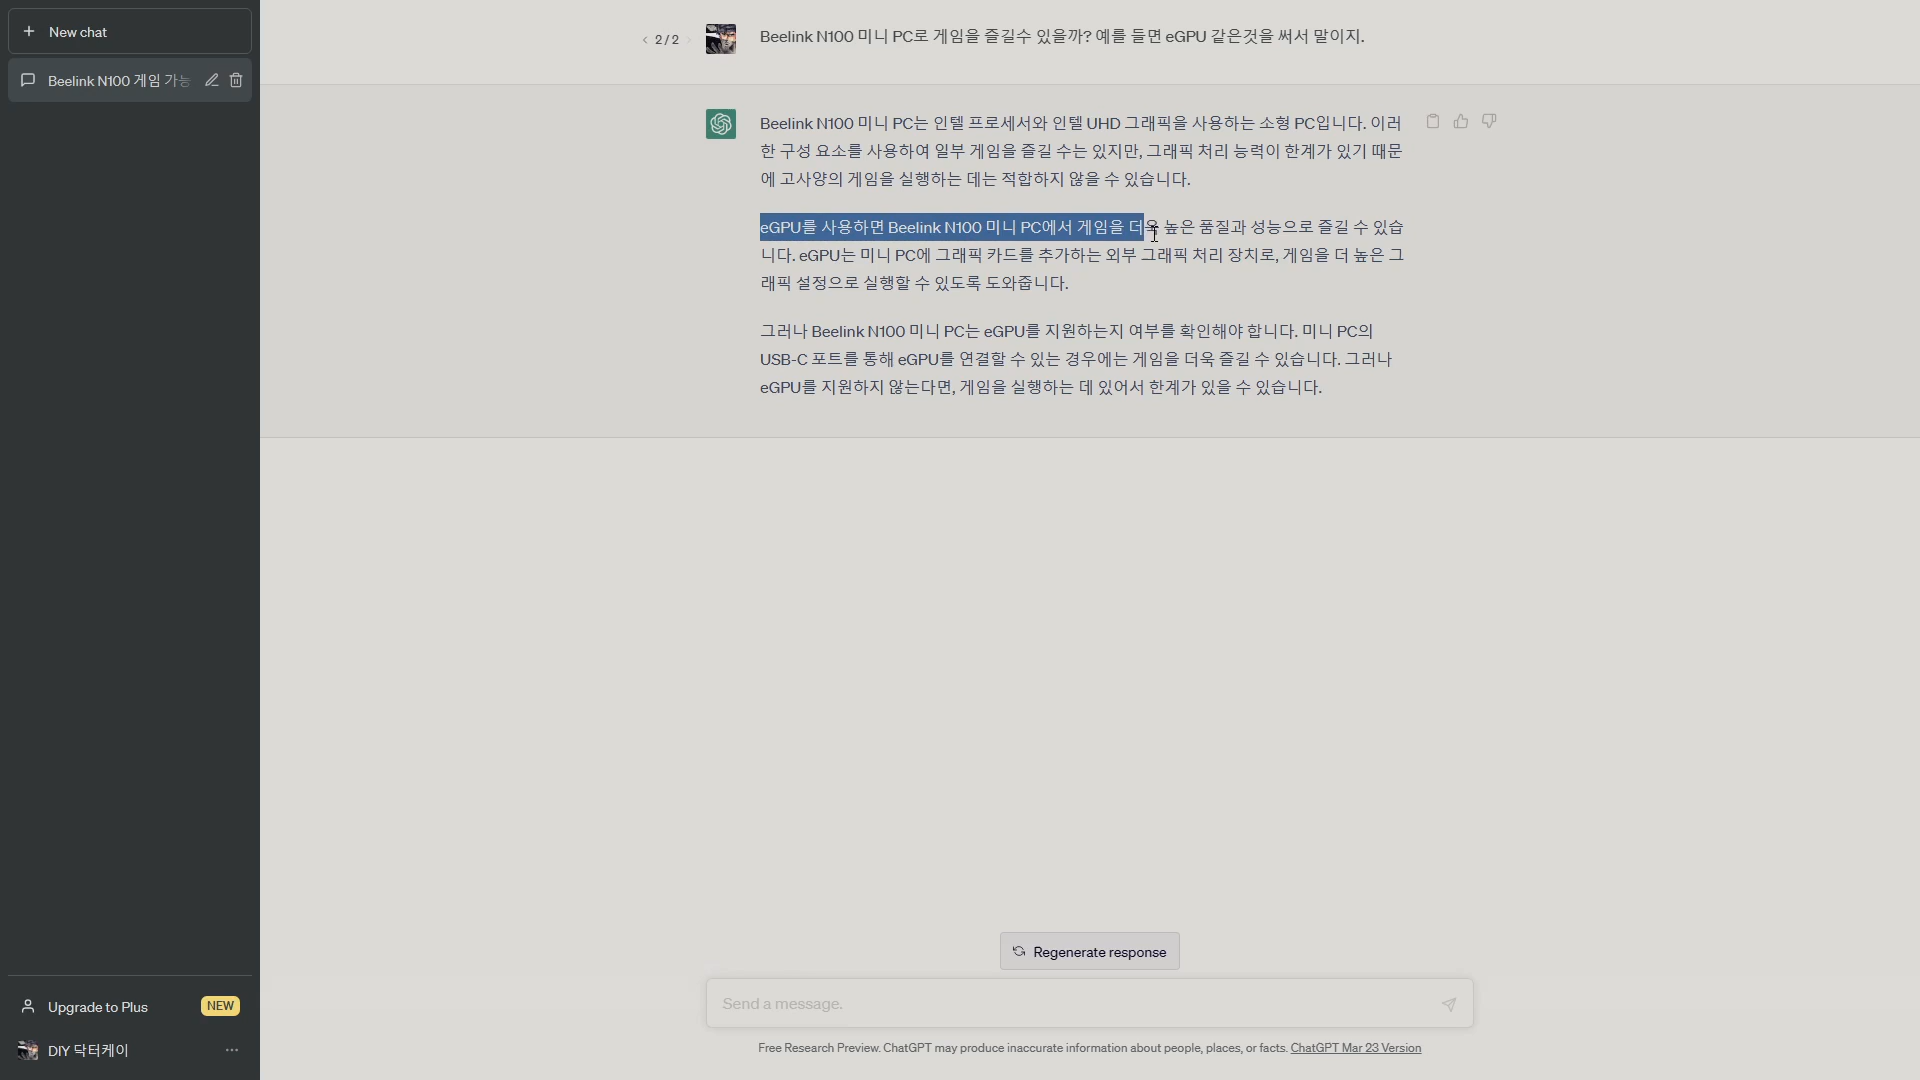 New chat
Beelink N100 게임 가능
Upgrade to Plus
NEW
DIY 닥터케이
2 / 2
Beelink N100 미니 PC로 게임을 즐길수 있을까? 예를 들면 eGPU 같은것을 써서 말이지.
Beelink N100 미니 PC는 인텔 프로세서와 인텔 UHD 그래픽을 사용하는 소형 PC입니다. 이러
한 구성 요소를 사용하여 일부 게임을 즐길 수는 있지만, 그래픽 처리 능력이 한계가 있기 때문
에 고사양의 게임을 실행하는 데는 적합하지 않을 수 있습니다.
eGPU를 사용하면 Beelink N100 미니 PC에서 게임을 더욱 높은 품질과 성능으로 즐길 수 있습
니다. eGPU는 미니 PC에 그래픽 카드를 추가하는 외부 그래픽 처리 장치로, 게임을 더 높은 그
래픽 설정으로 실행할 수 있도록 도와줍니다.
그러나 Beelink N100 미니 PC는 eGPU를 지원하는지 여부를 확인해야 합니다. 미니 PC의
USB-C 포트를 통해 eGPU를 연결할 수 있는 경우에는 게임을 더욱 즐길 수 있습니다. 그러나
eGPU를 지원하지 않는다면, 게임을 실행하는 데 있어서 한계가 있을 수 있습니다.
Regenerate response
Send a message.
Free Research Preview. ChatGPT may produce inaccurate information about people, places, or facts. ChatGPT Mar 23 Version